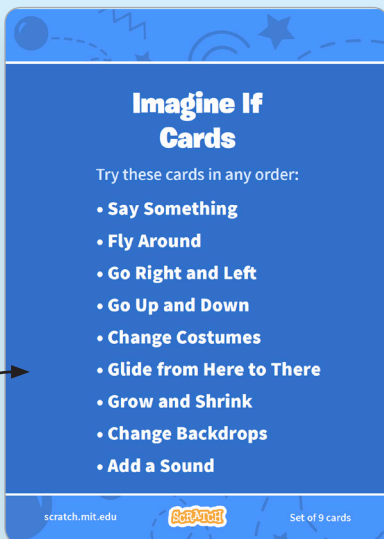 Imagine If
Cards
Try these cards in any order:
• Say Something
• Fly Around
• Go Right and Left
• Go Up and Down
• Change Costumes
• Glide from Here to There
• Grow and Shrink
• Change Backdrops
• Add a Sound
scratch.mit.edu SCRATCH Set of 9 cards